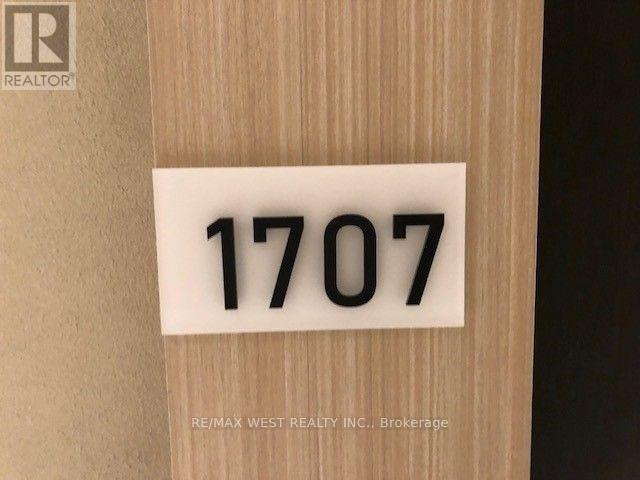 R
REALTOR®
1707
RE/MAX WEST REALTY INC., Brokerage